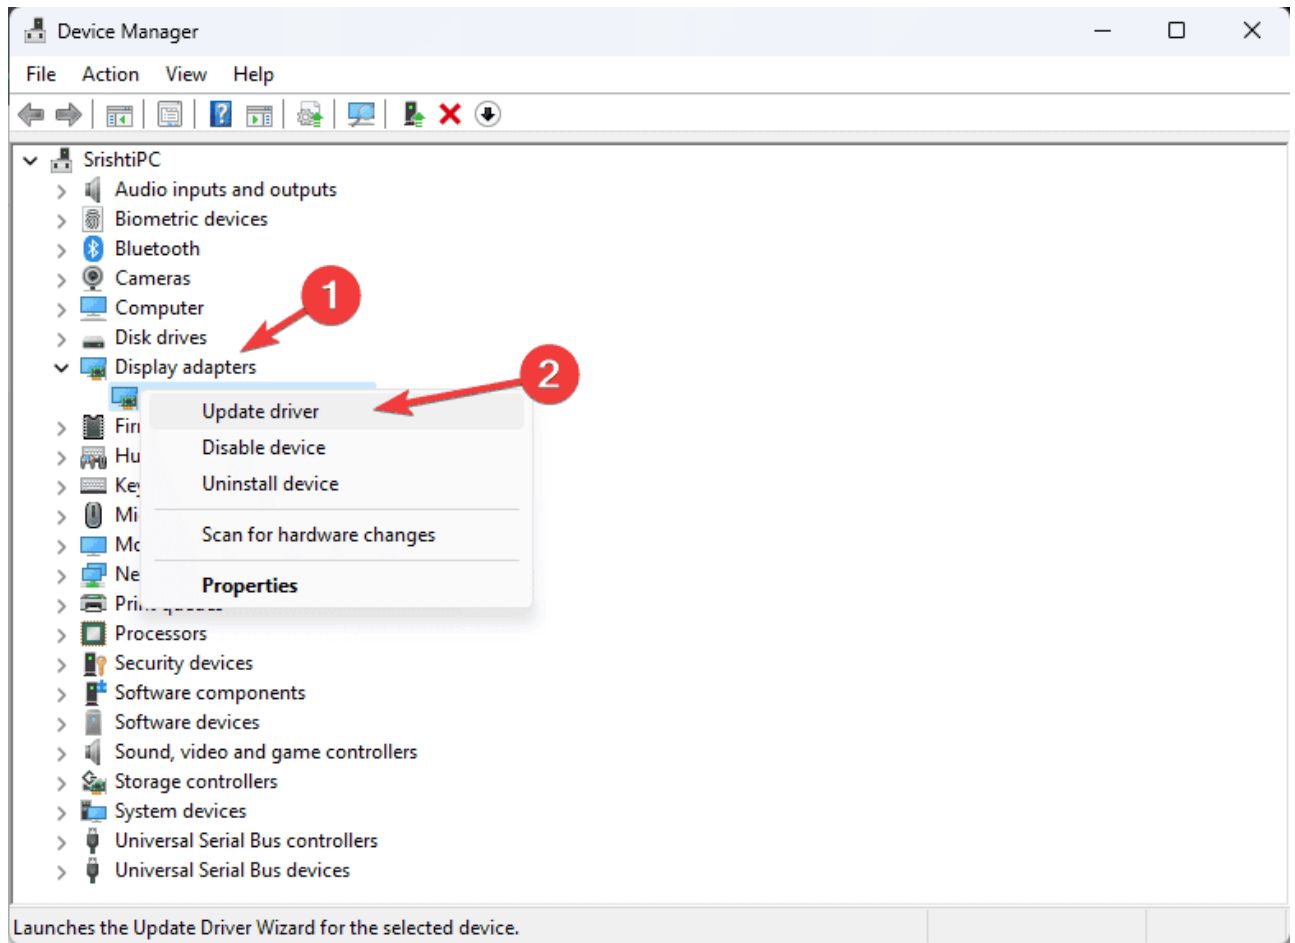 Device Manager
File Action View Help
SrishtiPC
Audio inputs and outputs
Biometric devices
Bluetooth
Cameras
1
Computer
Disk drives
Display adapters
2
Update driver
Disable device
Uninstall device
Scan for hardware changes
Properties
Processors
Security devices
Software components
Software devices
Sound, video and game controllers
Storage controllers
System devices
Universal Serial Bus controllers
Universal Serial Bus devices
Launches the Update Driver Wizard for the selected device.